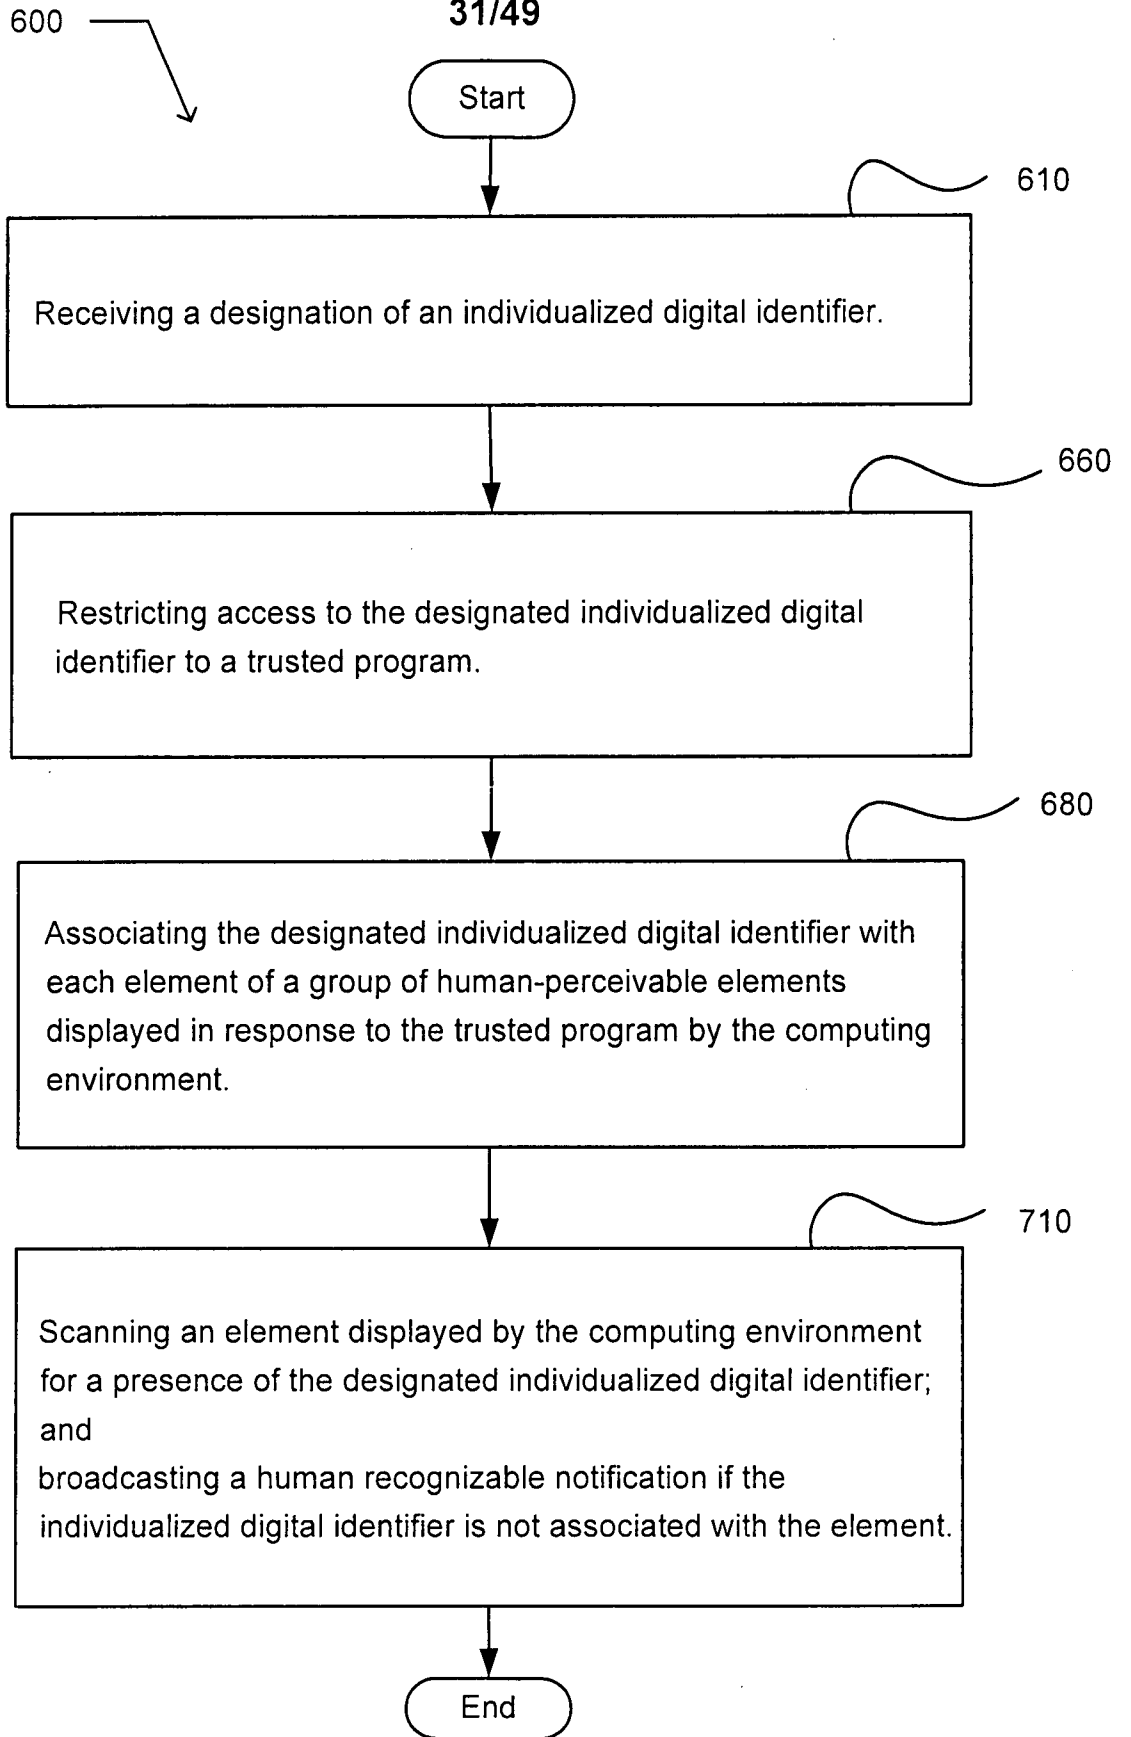 31/49
600
Start
610
Receiving a designation of an individualized digital identifier.
660
Restricting access to the designated individualized digital
identifier to a trusted program.
680
Associating the designated individualized digital identifier with
each element of a group of human-perceivable elements
displayed in response to the trusted program by the computing
environment.
710
Scanning an element displayed by the computing environment
for a presence of the designated individualized digital identifier;
and
broadcasting a human recognizable notification if the
individualized digital identifier is not associated with the element.
End